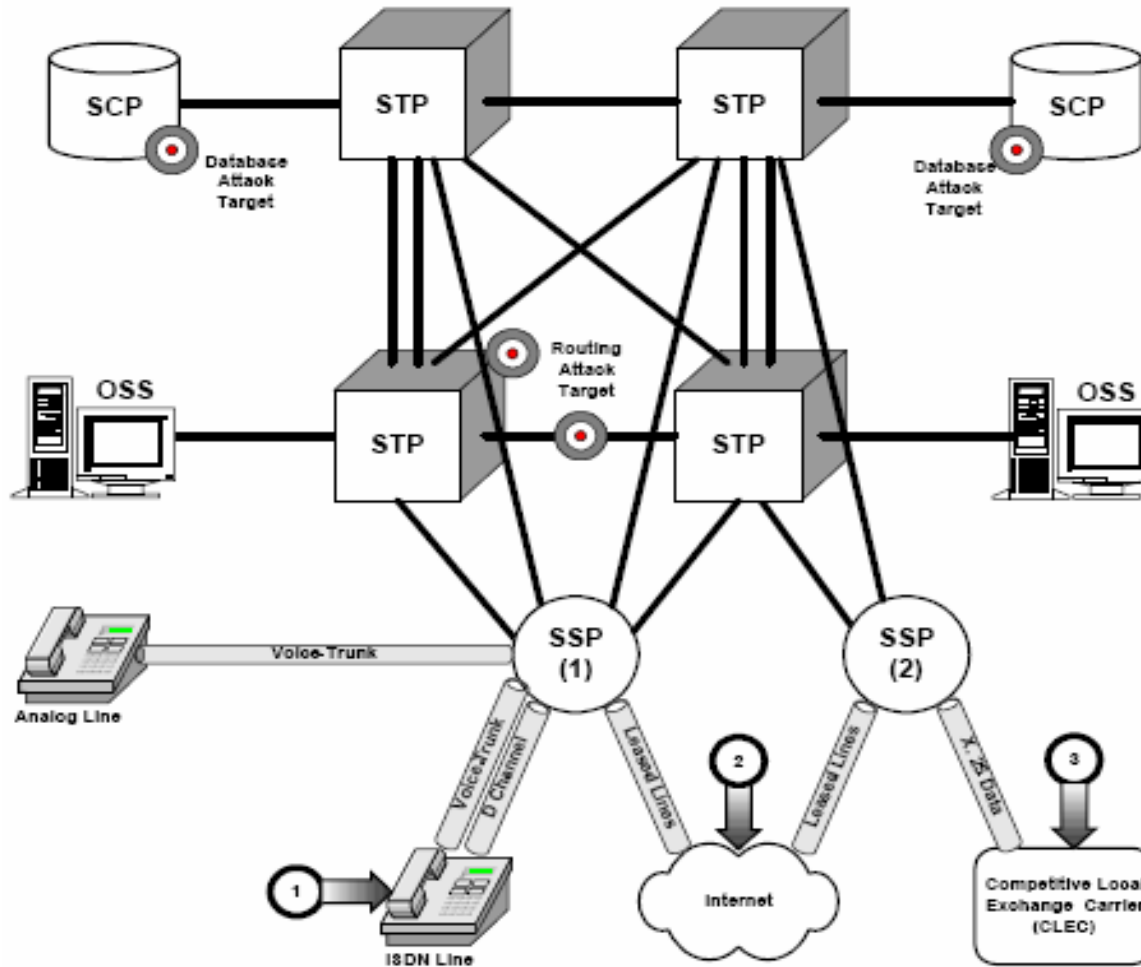 SCP
STP
STP
SCP
Database
Attack
Target
Database
Attack
Target
Routing
Attack
Target
OSS
STP
STP
OSS
SSP
(1)
SSP
(2)
Voice-Trunk
Analog Line
Voice-Trunk
D Channel
Leased Lines
Leased Lines
X. 25 Data
2
3
1
ISDN Line
Internet
Competitive Local
Exchange Carrier
(CLEC)